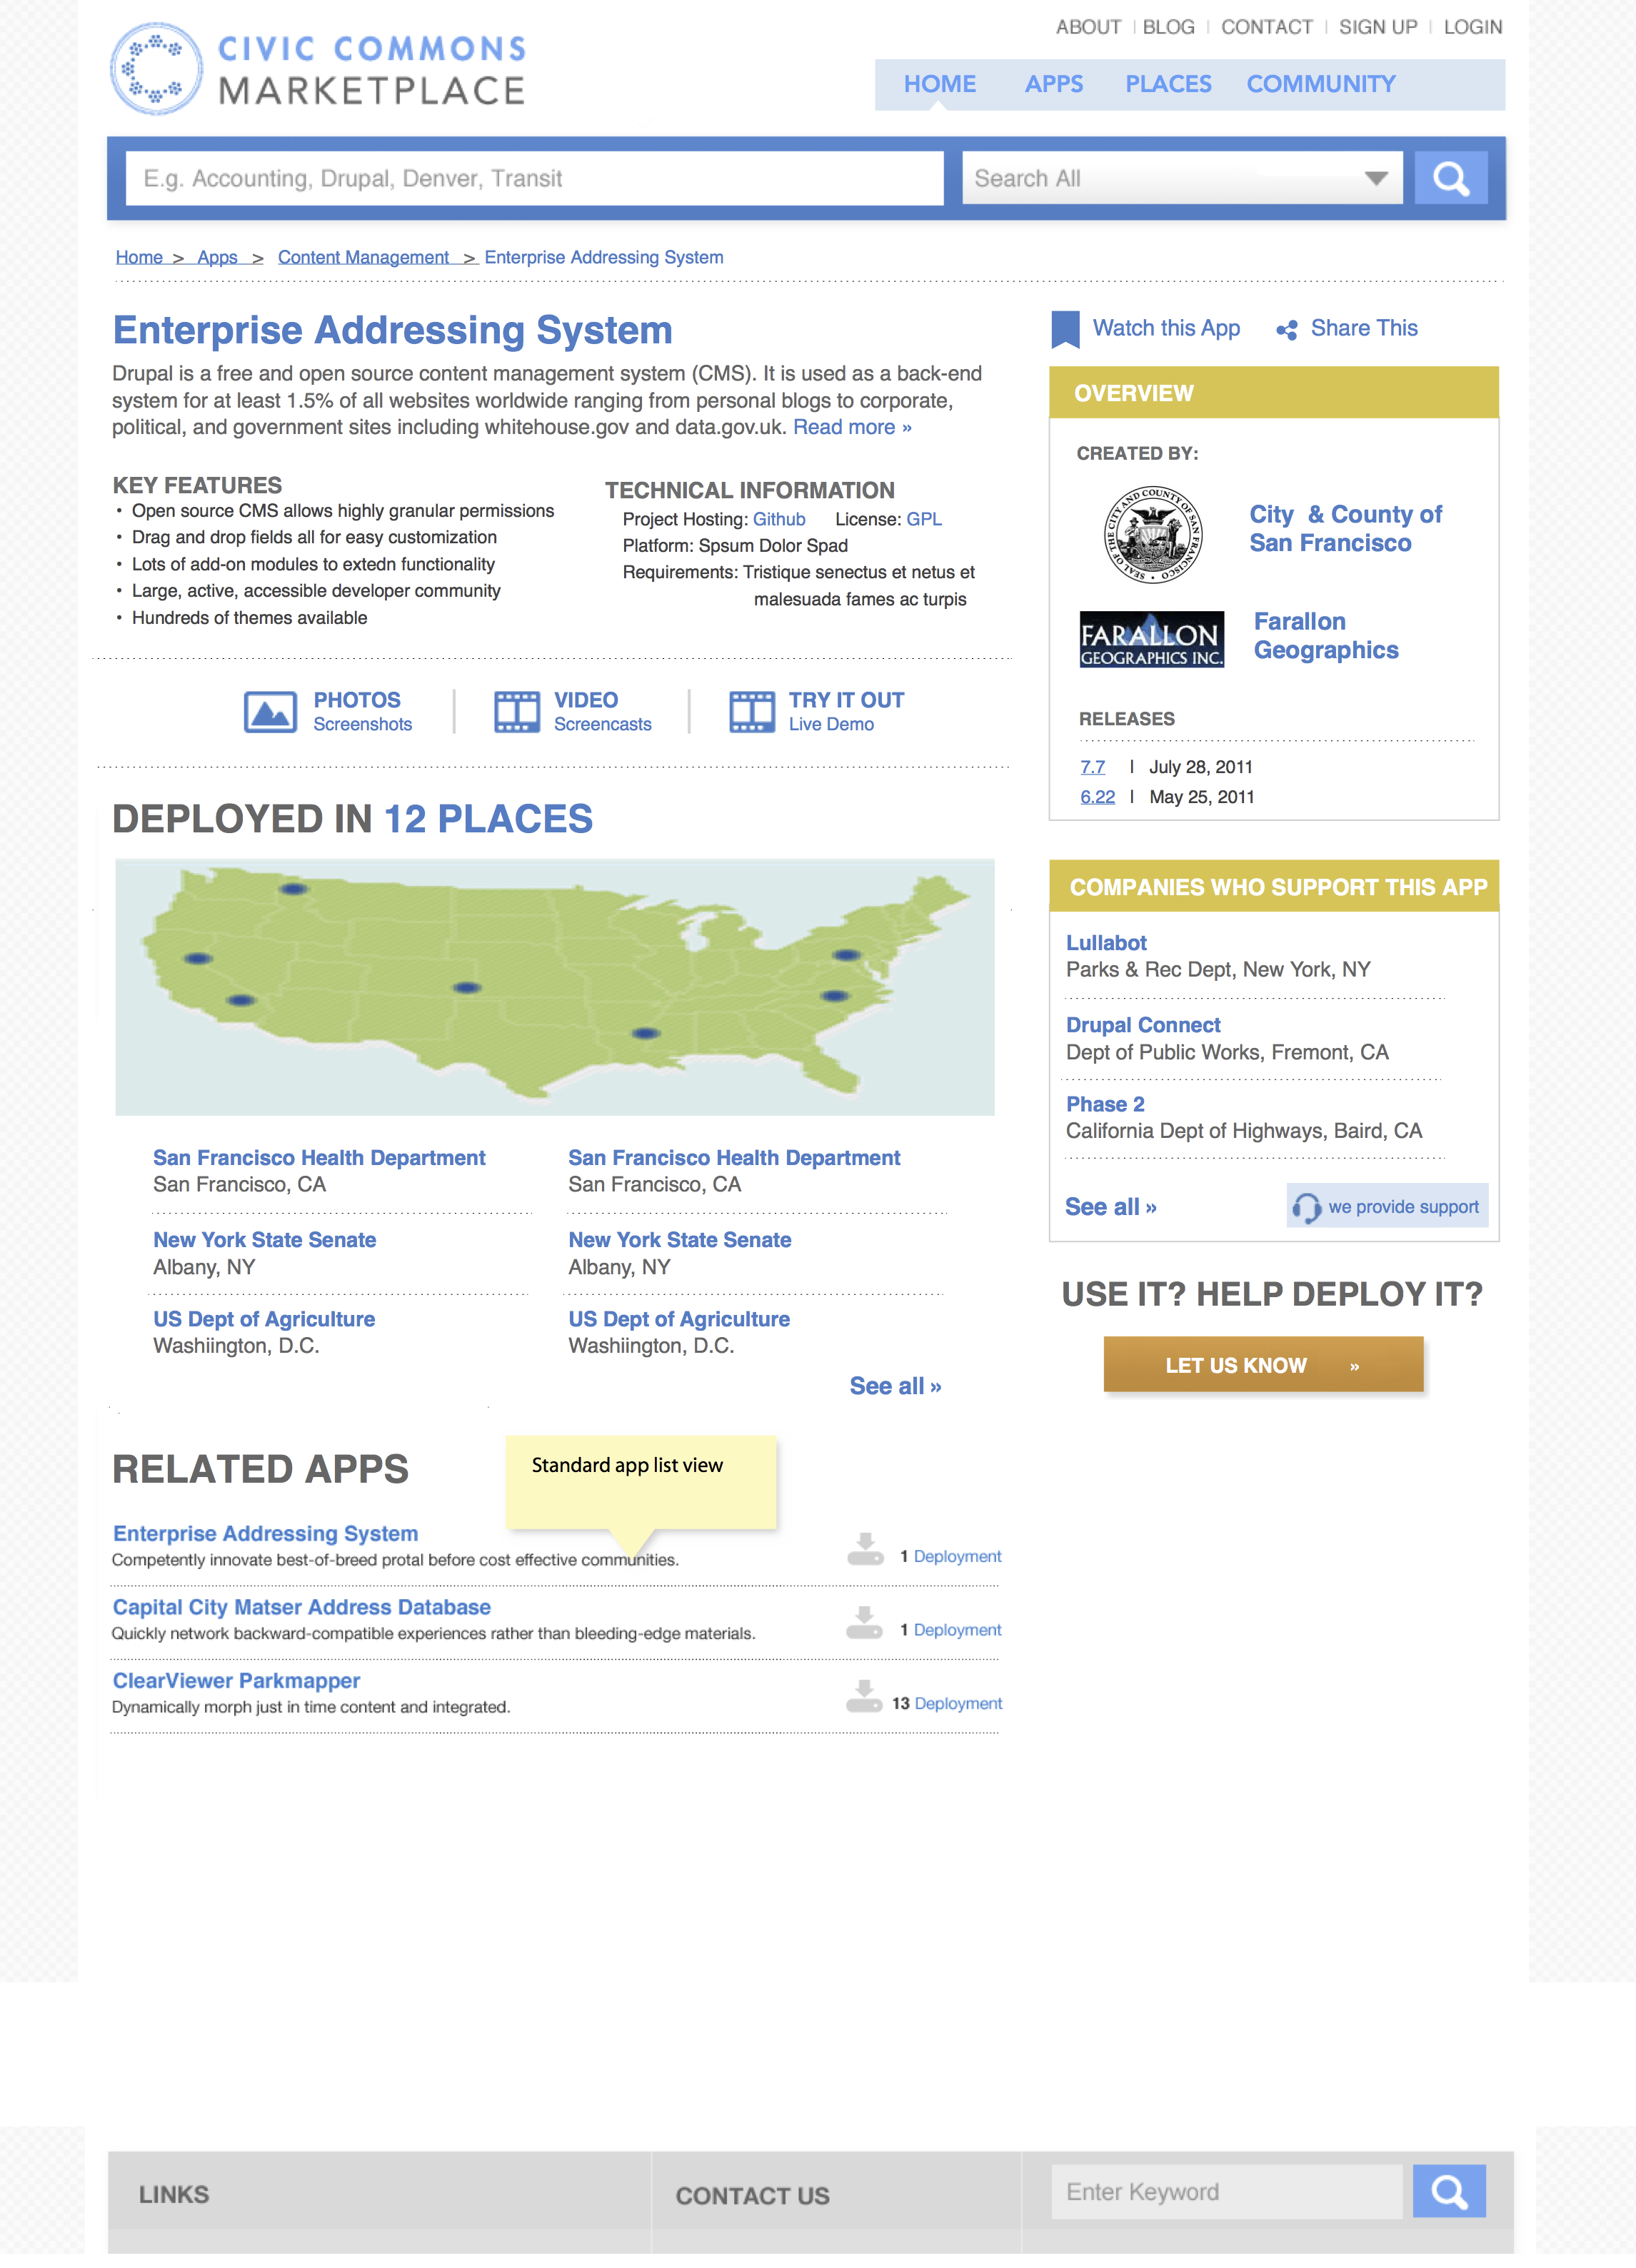 CIVIC COMMONS
MARKETPLACE
ABOUT | BLOG | CONTACT | SIGN UP | LOGIN
HOME APPS PLACES COMMUNITY
E.g. Accounting, Drupal, Denver, Transit
Search All
Home > Apps > Content Management > Enterprise Addressing System
Enterprise Addressing System
Drupal is a free and open source content management system (CMS). It is used as a back-end
system for at least 1.5% of all websites worldwide ranging from personal blogs to corporate,
political, and government sites including whitehouse.gov and data.gov.uk. Read more »
KEY FEATURES
• Open source CMS allows highly granular permissions
• Drag and drop fields all for easy customization
• Lots of add-on modules to extedn functionality
• Large, active, accessible developer community
• Hundreds of themes available
TECHNICAL INFORMATION
Project Hosting: Github License: GPL
Platform: Spsum Dolor Spad
Requirements: Tristique senectus et netus et
malesuada fames ac turpis
PHOTOS
Screenshots
VIDEO
Screencasts
TRY IT OUT
Live Demo
DEPLOYED IN 12 PLACES
San Francisco Health Department
San Francisco, CA
New York State Senate
Albany, NY
US Dept of Agriculture
Washiington, D.C.
San Francisco Health Department
San Francisco, CA
New York State Senate
Albany, NY
US Dept of Agriculture
Washiington, D.C.
See all »
RELATED APPS
Standard app list view
Enterprise Addressing System
Competently innovate best-of-breed protal before cost effective communities.
1 Deployment
Capital City Matser Address Database
Quickly network backward-compatible experiences rather than bleeding-edge materials.
1 Deployment
ClearViewer Parkmapper
Dynamically morph just in time content and integrated.
13 Deployment
Watch this App
Share This
OVERVIEW
CREATED BY:
SEAL OF THE CITY AND COUNTY OF SAN FRANCISCO
City & County of
San Francisco
FARALLON
GEOGRAPHICS INC.
Farallon
Geographics
RELEASES
7.7 | July 28, 2011
6.22 | May 25, 2011
COMPANIES WHO SUPPORT THIS APP
Lullabot
Parks & Rec Dept, New York, NY
Drupal Connect
Dept of Public Works, Fremont, CA
Phase 2
California Dept of Highways, Baird, CA
See all »
we provide support
USE IT? HELP DEPLOY IT?
LET US KNOW »
LINKS
CONTACT US
Enter Keyword